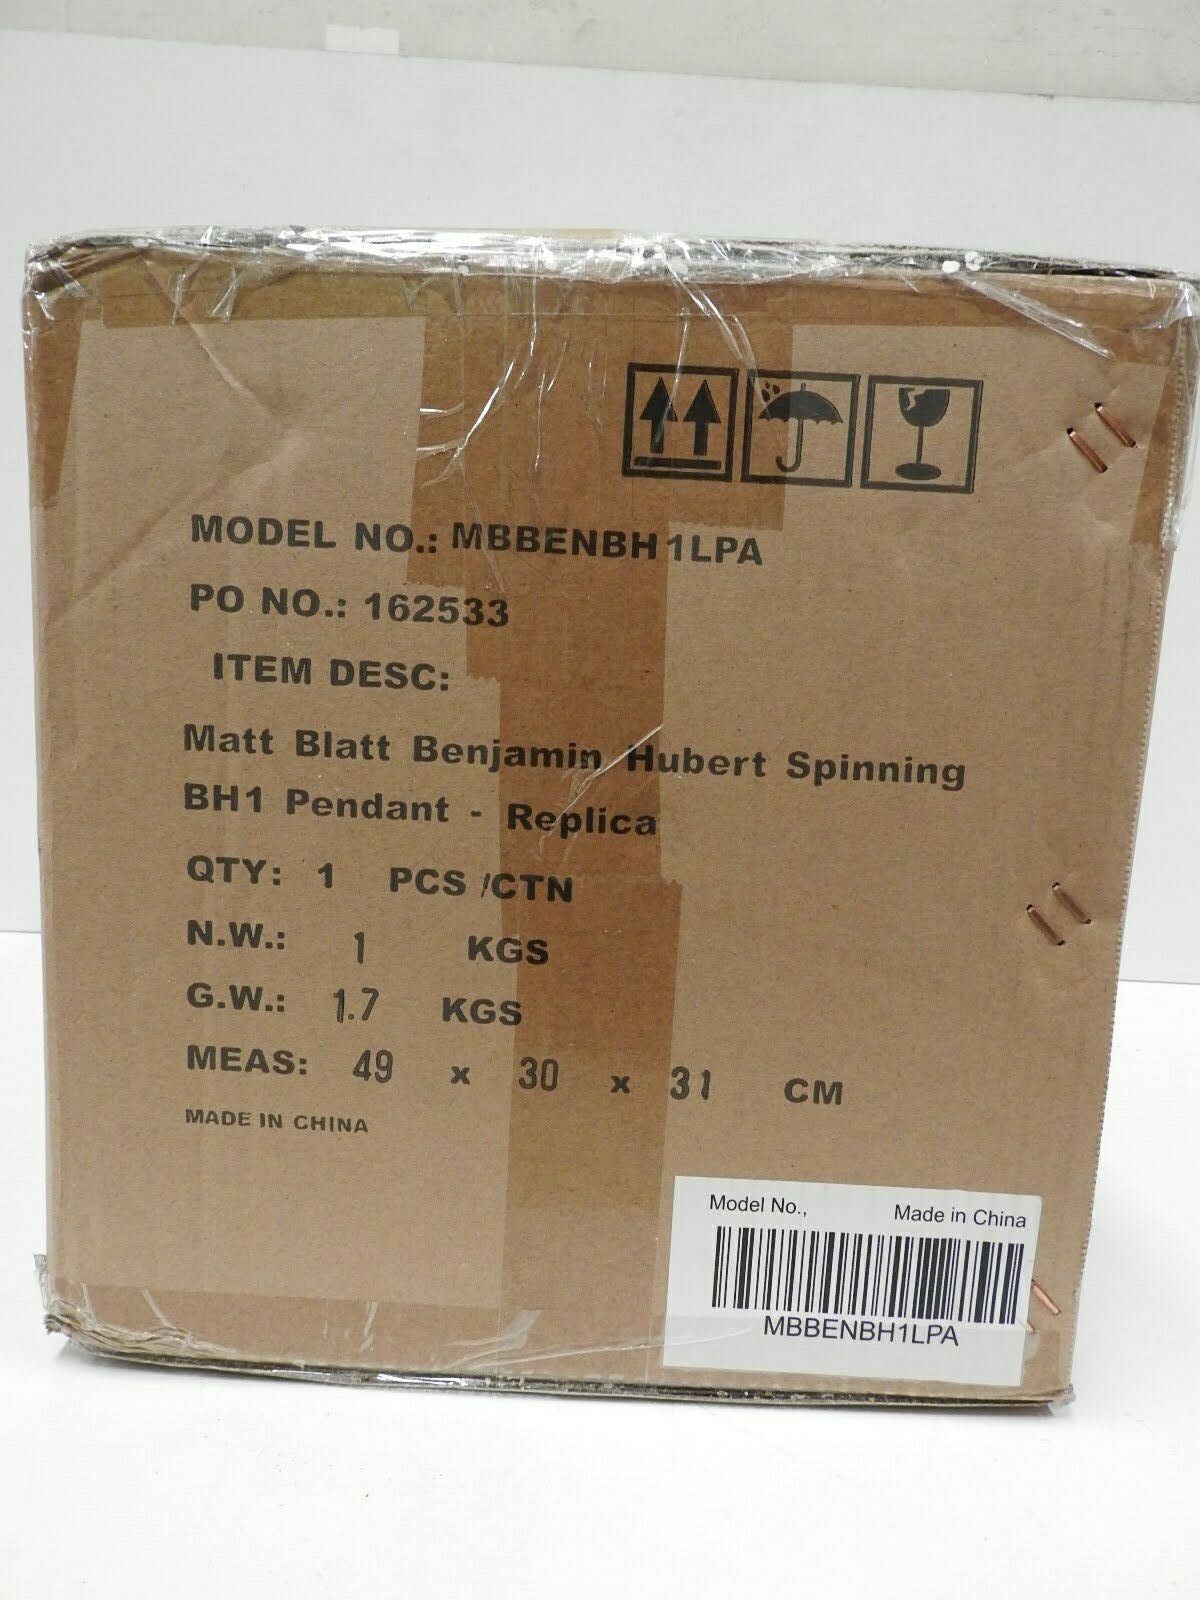 MODEL NO.: MBBENBH1LPA
PO NO.: 162533
ITEM DESC:
Matt Blatt Benjamin Hubert Spinning
BH1 Pendant - Replica
QTY: 1 PCS /CTN
N.W.: 1 KGS
G.W.: 1.7 KGS
MEAS: 49 x 30 x 31 CM
MADE IN CHINA
Model No., Made in China
MBBENBH1LPA